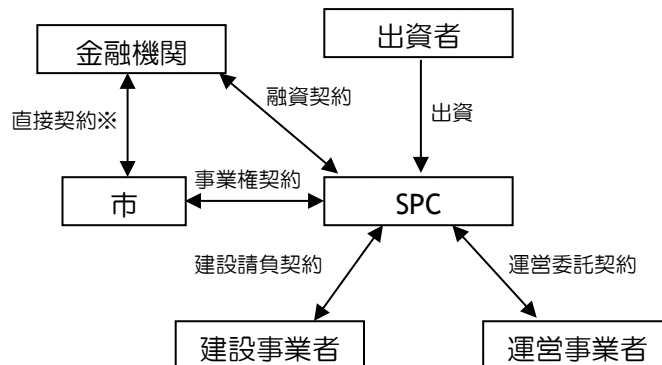 金融機関
出資者
融資契約
出資
直接契約※
事業権契約
市
SPC
建設請負契約
運営委託契約
建設事業者
運営事業者